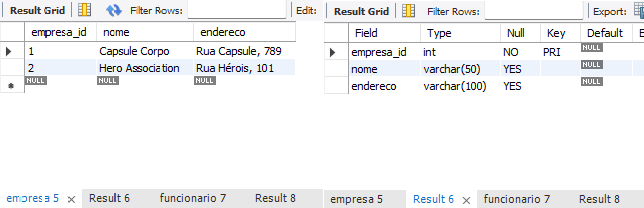 Result Grid Filter Rows: Edit:
empresa_id nome endereco
1 Capsule Corpo Rua Capsule, 789
2 Hero Association Rua Hérois, 101
NULL NULL NULL
empresa 5 Result 6 funcionario 7 Result 8
Result Grid Filter Rows: Export:
Field Type Null Key Default E
empresa_id int NO PRI NULL
nome varchar(50) YES NULL
endereco varchar(100) YES NULL
empresa 5 Result 6 funcionario 7 Result 8